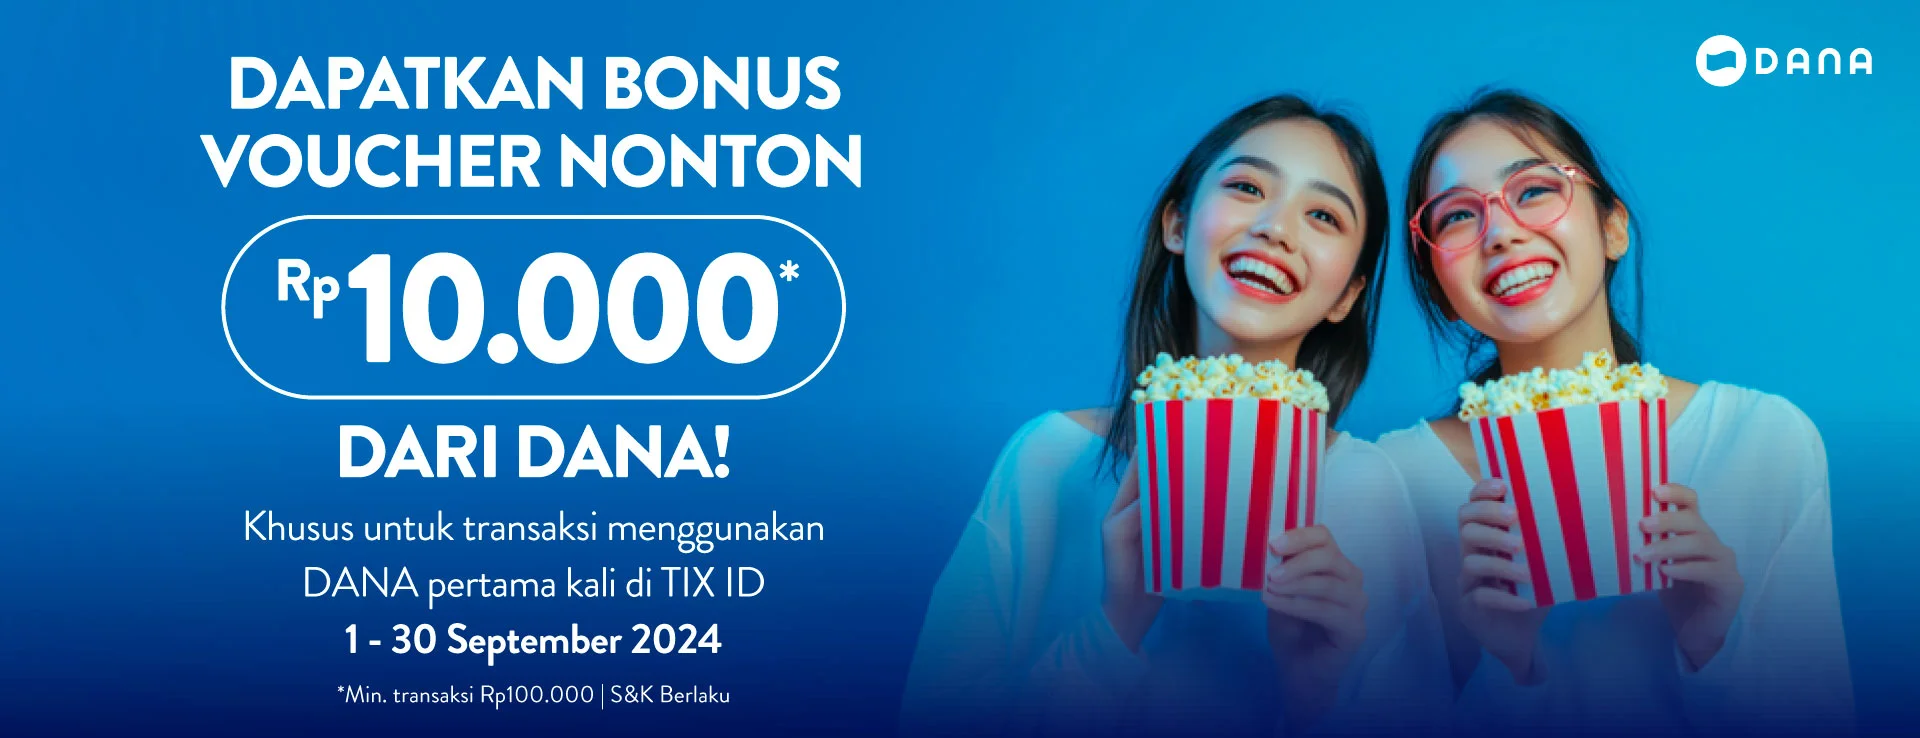 DANA
DAPATKAN BONUS
VOUCHER NONTON
Rp10.000*
DARI DANA!
Khusus untuk transaksi menggunakan
DANA pertama kali di TIX ID
1 - 30 September 2024
*Min. transaksi Rp100.000 | S&K Berlaku